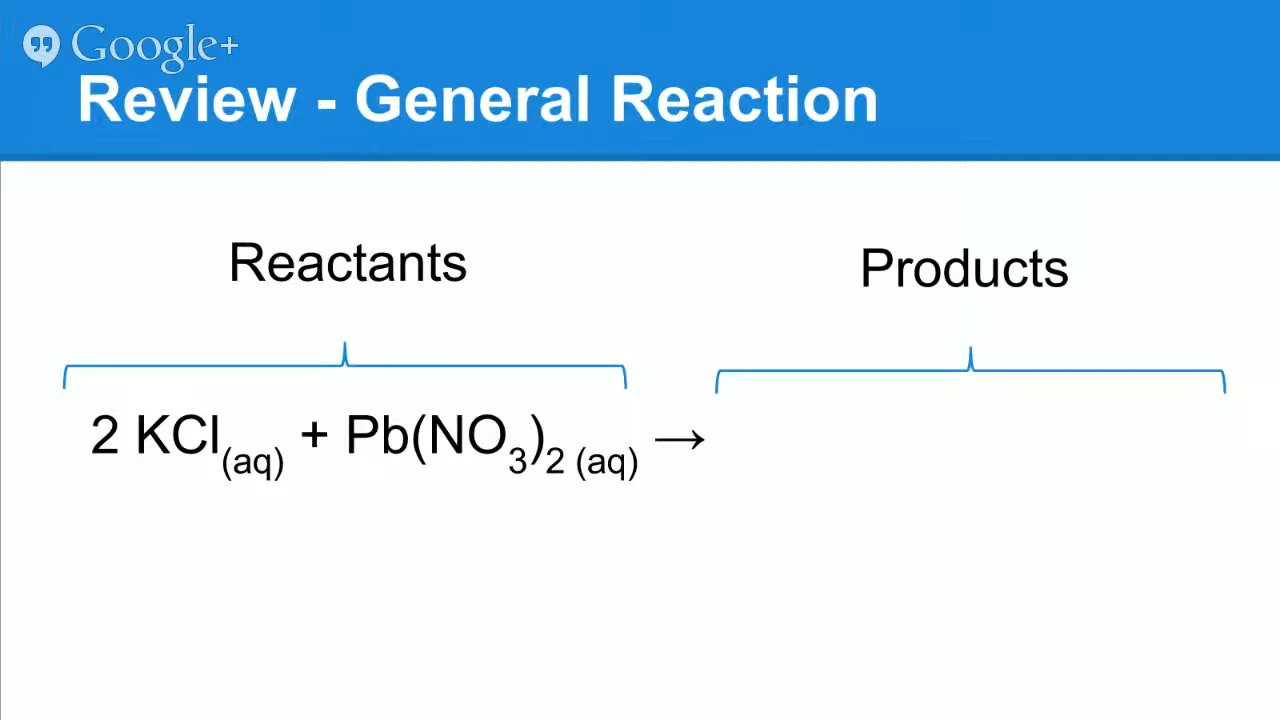 Google+
Review - General Reaction
Reactants
Products
2 KCl(aq) + Pb(NO3)2 (aq) →